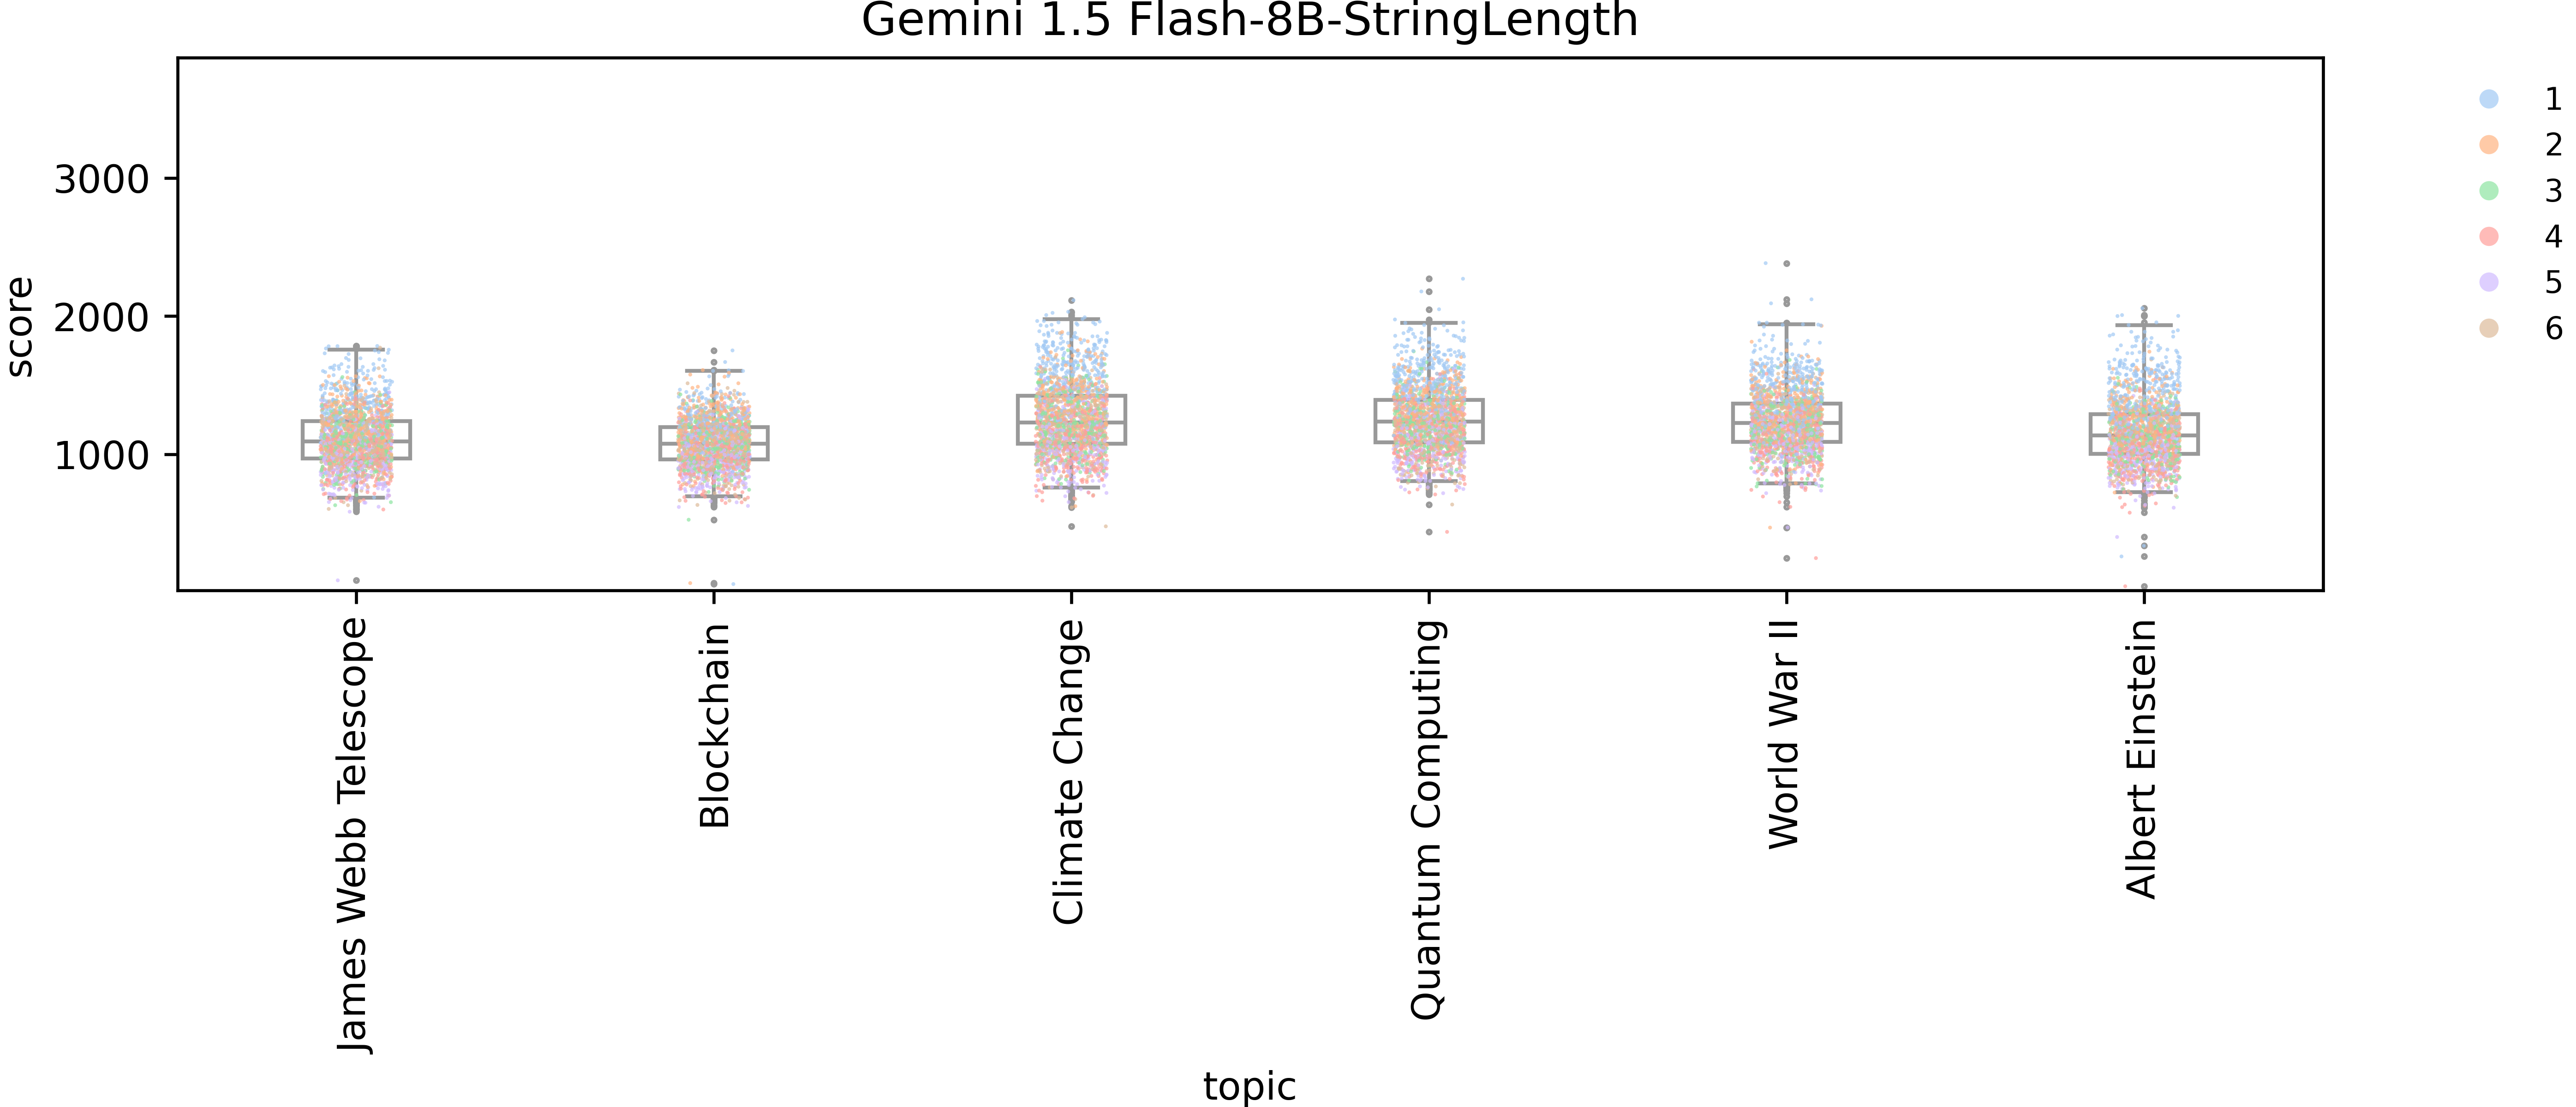 Gemini 1.5 Flash-8B-StringLength
score
3000
2000
1000
James Webb Telescope
Blockchain
Climate Change
Quantum Computing
World War II
Albert Einstein
topic
1
2
3
4
5
6